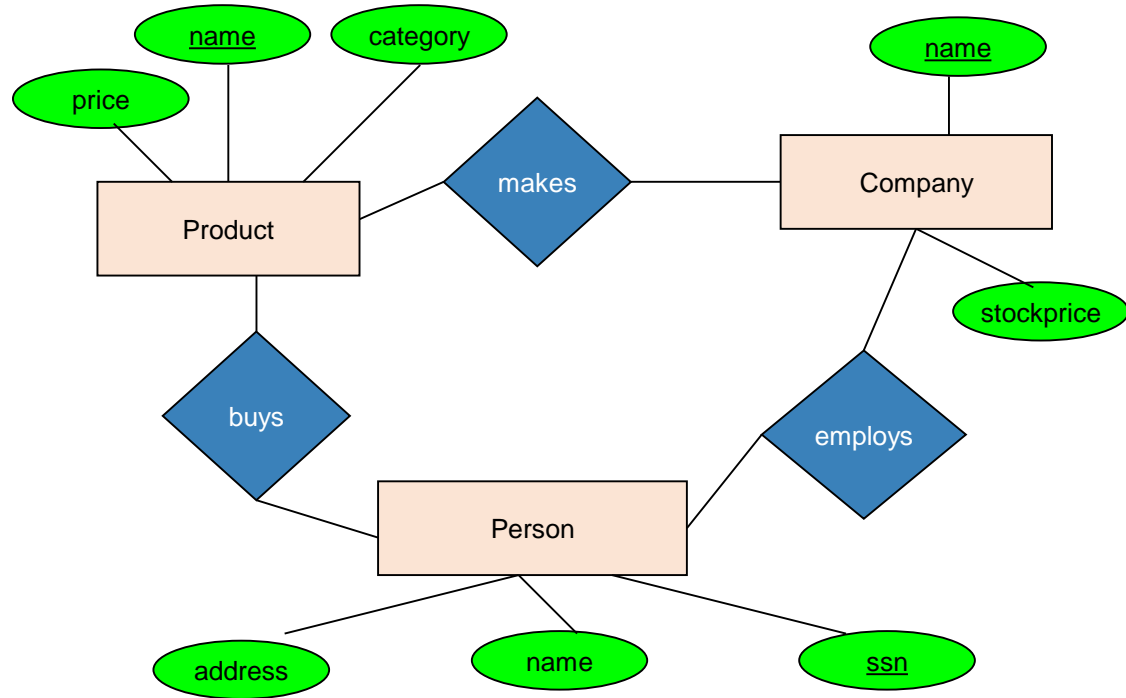 name
category
name
price
makes
Company
Product
stockprice
buys
employs
Person
address
name
ssn